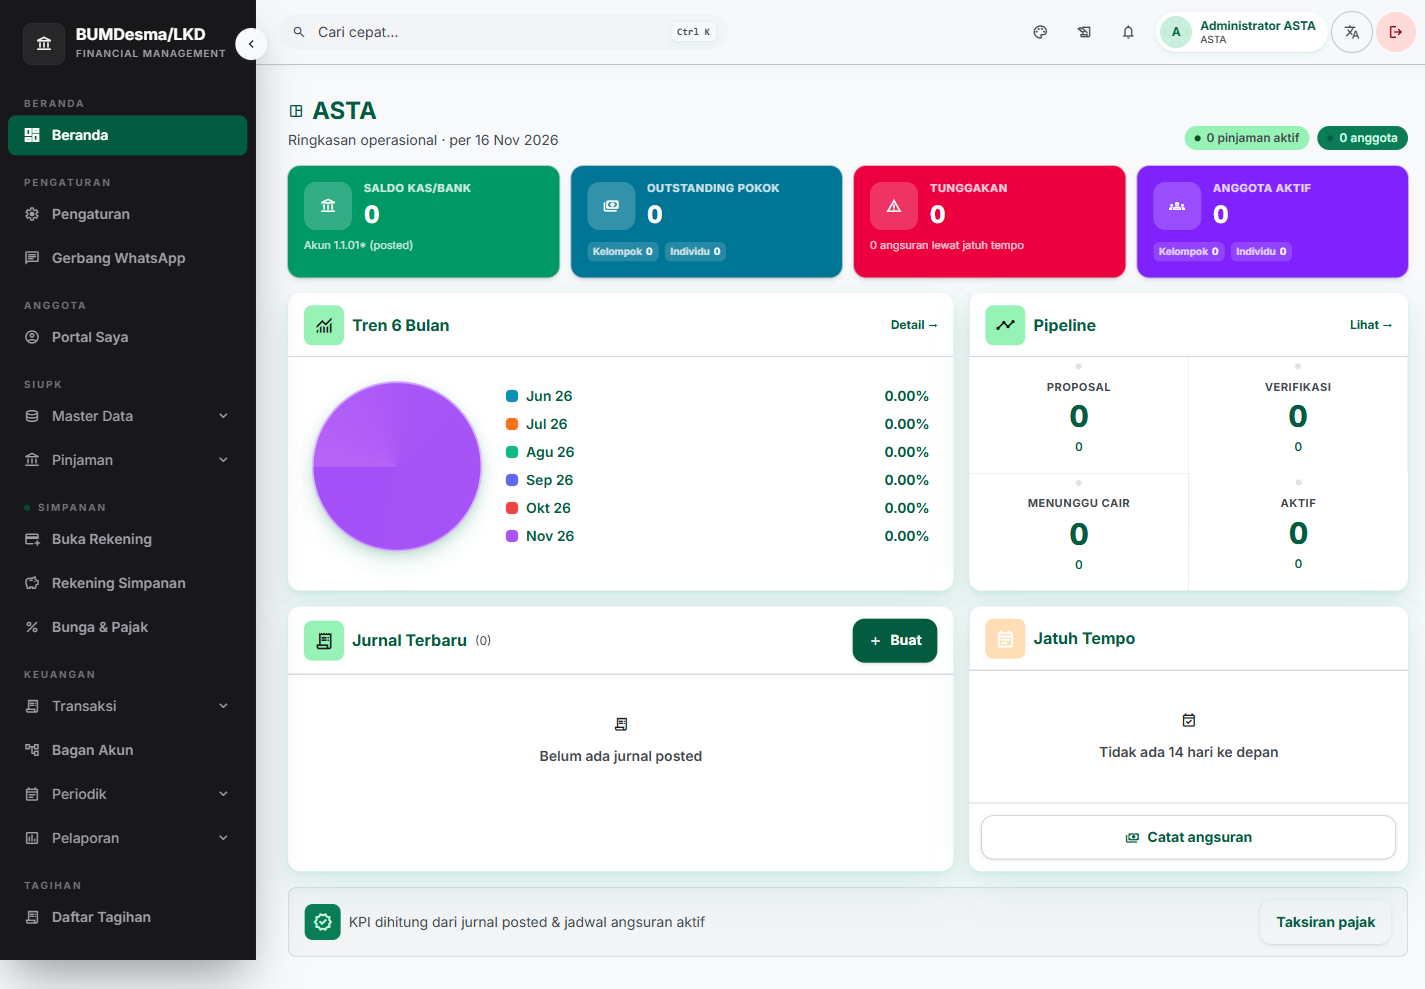 BUMDesma/LKD
FINANCIAL MANAGEMENT
BERANDA
Beranda
PENGATURAN
Pengaturan
Gerbang WhatsApp
ANGGOTA
Portal Saya
SIUPK
Master Data
Pinjaman
SIMPANAN
Buka Rekening
Rekening Simpanan
Bunga & Pajak
KEUANGAN
Transaksi
Bagan Akun
Periodik
Pelaporan
TAGIHAN
Daftar Tagihan
Cari cepat...
Ctrl K
A
Administrator ASTA
ASTA
ASTA
Ringkasan operasional · per 16 Nov 2026
0 pinjaman aktif
0 anggota
SALDO KAS/BANK
0
Akun 1.1.01* (posted)
OUTSTANDING POKOK
0
Kelompok 0 Individu 0
TUNGGAKAN
0
0 angsuran lewat jatuh tempo
ANGGOTA AKTIF
0
Kelompok 0 Individu 0
Tren 6 Bulan
Detail →
Jun 26 0.00%
Jul 26 0.00%
Agu 26 0.00%
Sep 26 0.00%
Okt 26 0.00%
Nov 26 0.00%
Pipeline
Lihat →
PROPOSAL
0
0
VERIFIKASI
0
0
MENUNGGU CAIR
0
0
AKTIF
0
0
Jurnal Terbaru (0)
+ Buat
Belum ada jurnal posted
Jatuh Tempo
Tidak ada 14 hari ke depan
Catat angsuran
KPI dihitung dari jurnal posted & jadwal angsuran aktif
Taksiran pajak